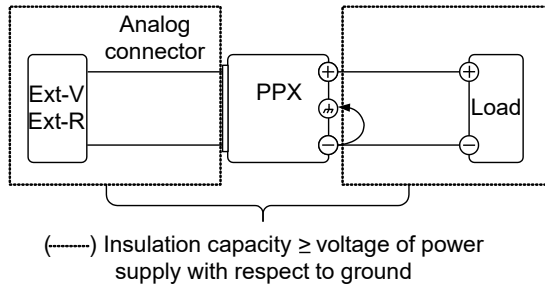 Analog
connector
Ext-V
Ext-R
PPX
+
+
Load
-
-
(---------) Insulation capacity ≥ voltage of power
supply with respect to ground